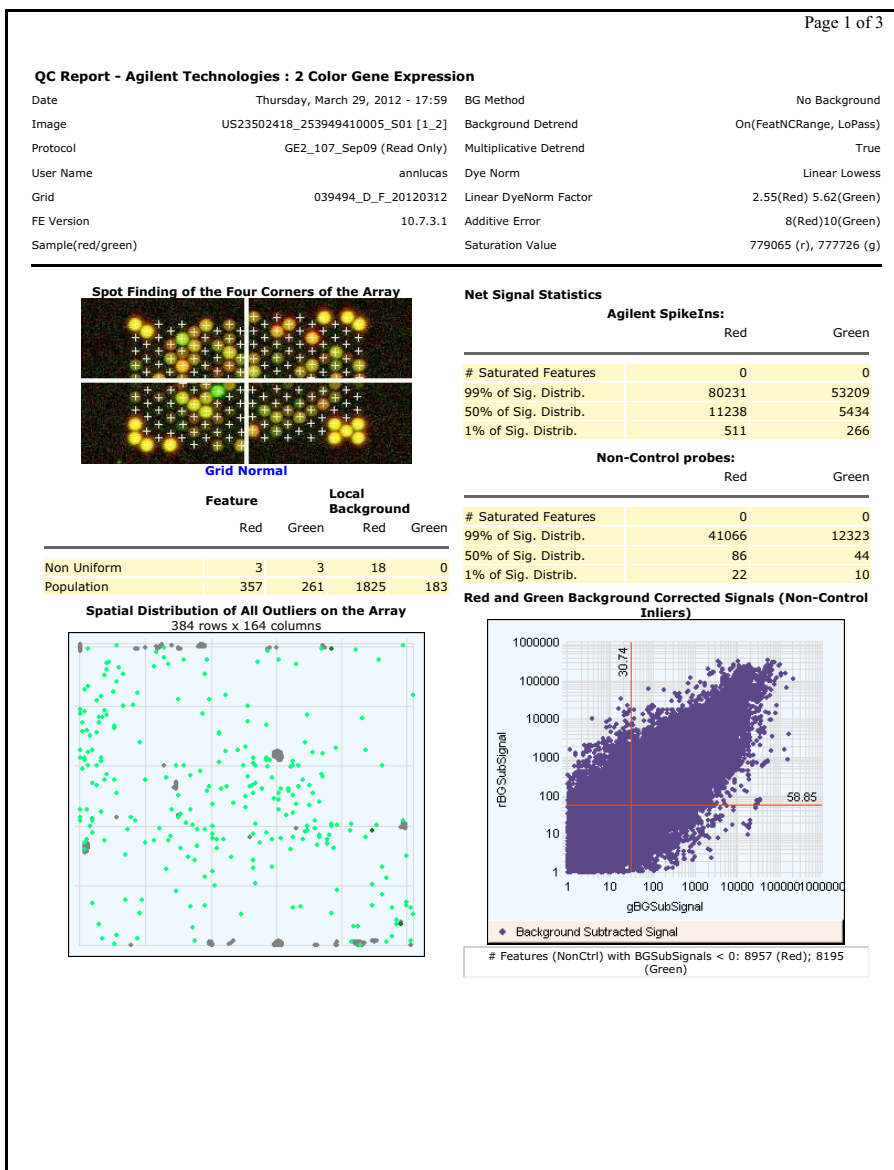 Page 1 of 3
QC Report - Agilent Technologies : 2 Color Gene Expression
Date Thursday, March 29, 2012 - 17:59 BG Method No Background
Image US23502418_253949410005_S01 [1_2] Background Detrend On(FeatNCRange, LoPass)
Protocol GE2_107_Sep09 (Read Only) Multiplicative Detrend True
User Name annlucas Dye Norm Linear Lowess
Grid 039494_D_F_20120312 Linear DyeNorm Factor 2.55(Red) 5.62(Green)
FE Version 10.7.3.1 Additive Error 8(Red)10(Green)
Sample(red/green) Saturation Value 779065 (r), 777726 (g)
Spot Finding of the Four Corners of the Array
Grid Normal
Feature Local Background
Red Green Red Green
Non Uniform 3 3 18 0
Population 357 261 1825 183
Spatial Distribution of All Outliers on the Array
384 rows x 164 columns
Net Signal Statistics
Agilent SpikeIns:
Red Green
# Saturated Features 0 0
99% of Sig. Distrib. 80231 53209
50% of Sig. Distrib. 11238 5434
1% of Sig. Distrib. 511 266
Non-Control probes:
Red Green
# Saturated Features 0 0
99% of Sig. Distrib. 41066 12323
50% of Sig. Distrib. 86 44
1% of Sig. Distrib. 22 10
Red and Green Background Corrected Signals (Non-Control
Inliers)
1000000
100000
10000
1000
100
10
1
rBGSubSignal
30.74
58.85
1 10 100 1000 10000 100000 1000000
gBGSubSignal
Background Subtracted Signal
# Features (NonCtrl) with BGSubSignals < 0: 8957 (Red); 8195
(Green)